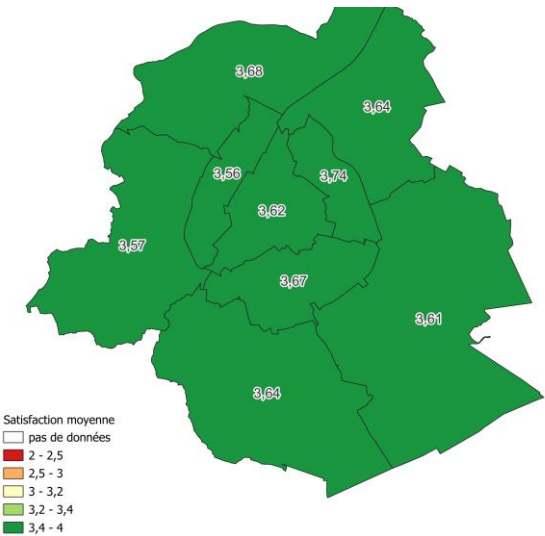 3,68
3,64
3,56
3,74
3,62
3,57
3,67
3,61
3,64
Satisfaction moyenne
pas de données
2 - 2,5
2,5 - 3
3 - 3,2
3,2 - 3,4
3,4 - 4